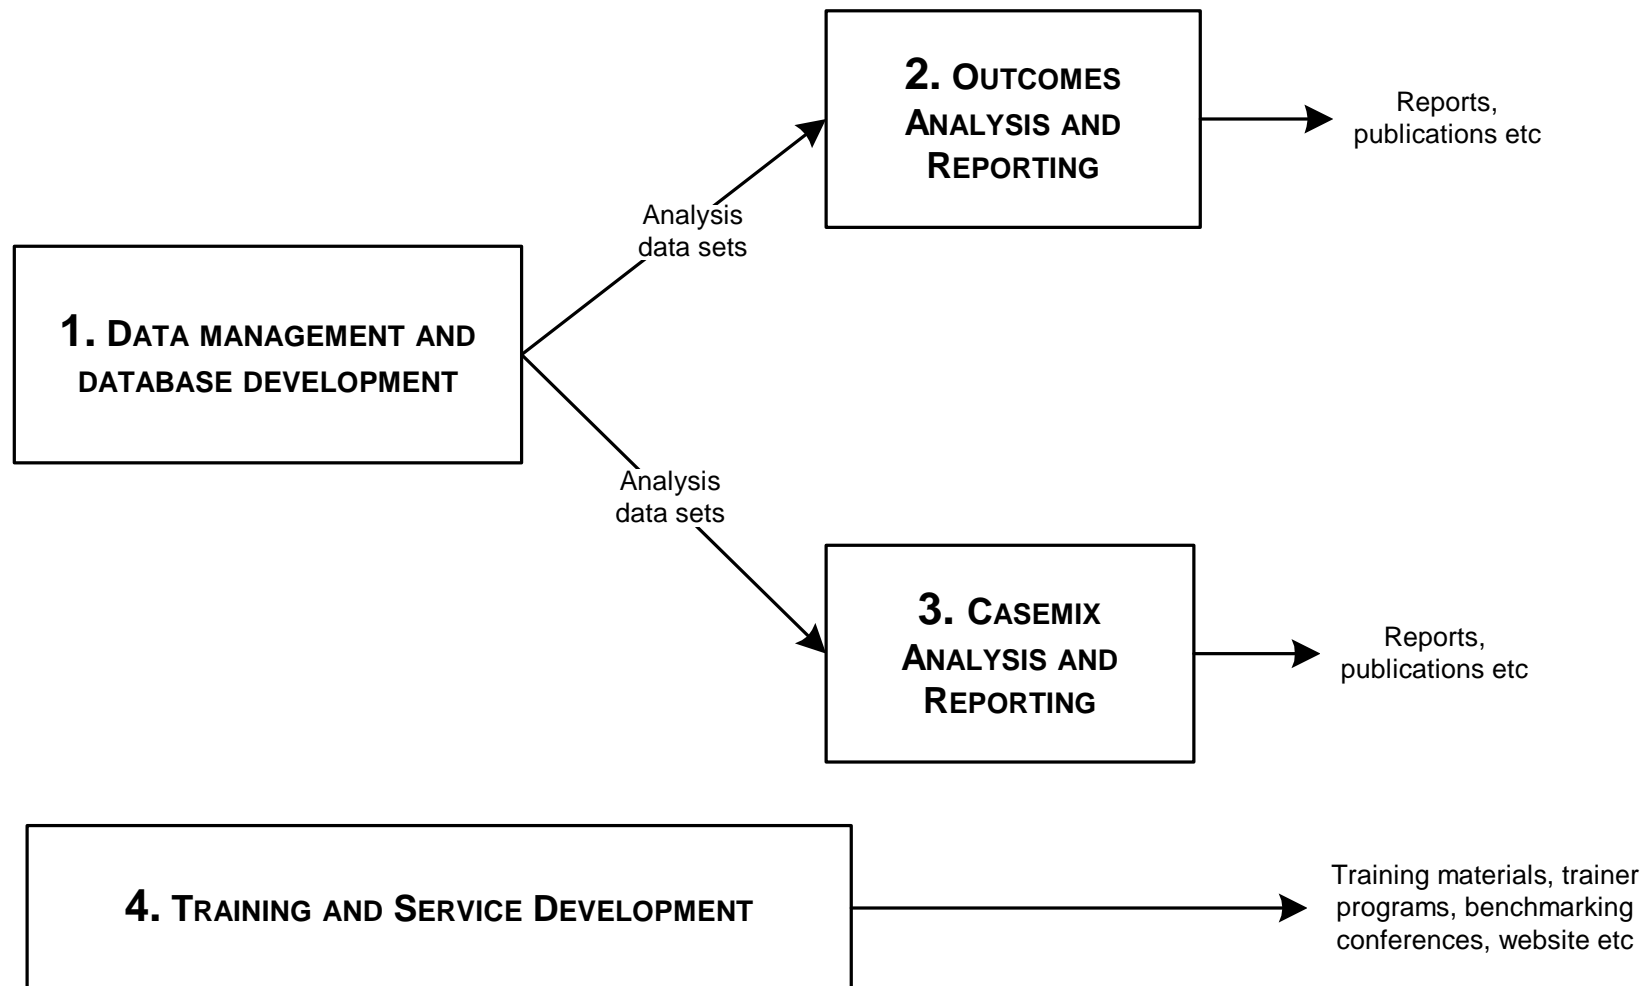 2. OUTCOMES
ANALYSIS AND
REPORTING
Reports,
publications etc
Analysis
data sets
1. DATA MANAGEMENT AND
DATABASE DEVELOPMENT
Analysis
data sets
3. CASEMIX
ANALYSIS AND
REPORTING
Reports,
publications etc
4. TRAINING AND SERVICE DEVELOPMENT
Training materials, trainer
programs, benchmarking
conferences, website etc